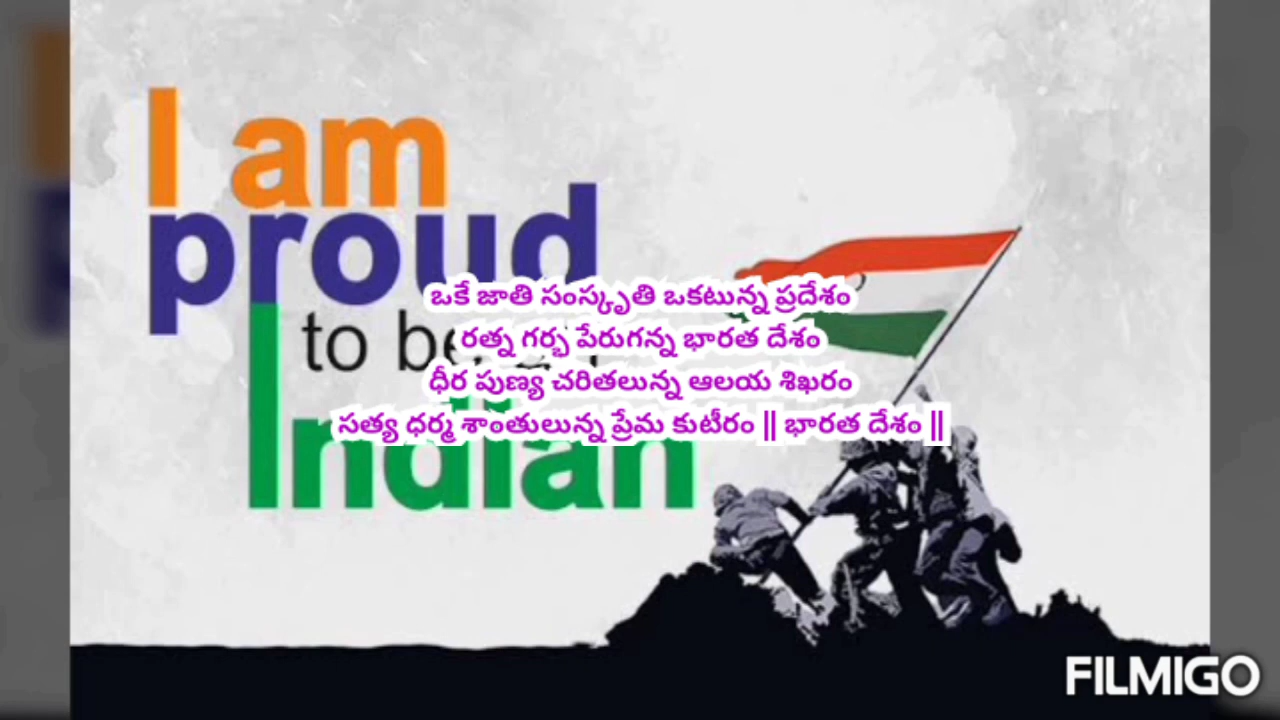 I am
proud
to be
Indian
ఒకే జాతి సంస్కృతి ఒకటున్న ప్రదేశం
రత్న గర్భ పేరుగన్న భారత దేశం
ధీర పుణ్య చరితలున్న ఆలయ శిఖరం
సత్య ధర్మ శాంతులున్న ప్రేమ కుటీరం || భారత దేశం ||
FILMIGO